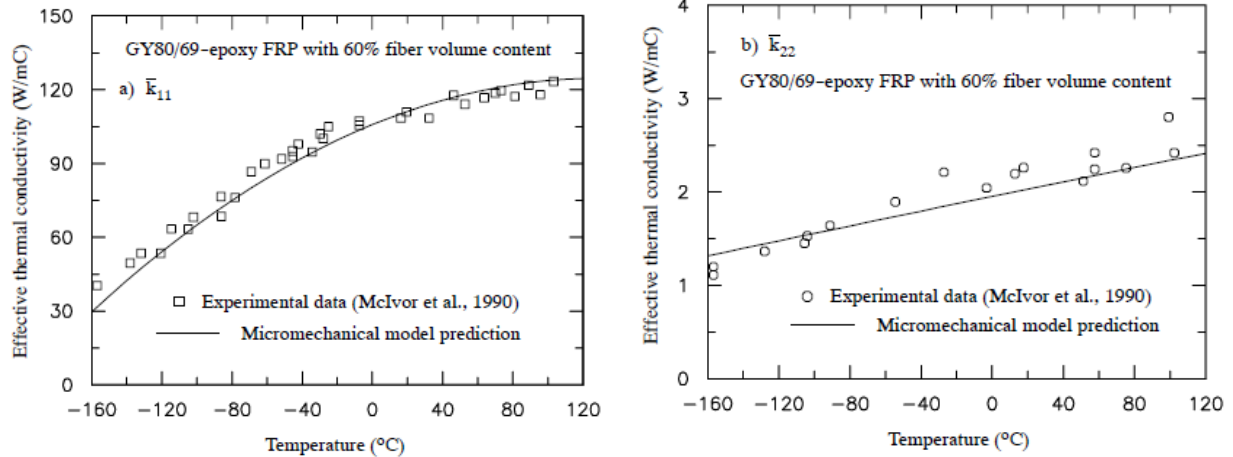 150
120
90
60
30
0
Effective thermal conductivity (W/mC)
GY80/69-epoxy FRP with 60% fiber volume content
a) k̅₁₁
Experimental data (McIvor et al., 1990)
Micromechanical model prediction
−160 −120 −80 −40 0 40 80 120
Temperature (°C)
4
3
2
1
0
Effective thermal conductivity (W/mC)
b) k̅₂₂
GY80/69-epoxy FRP with 60% fiber volume content
Experimental data (McIvor et al., 1990)
Micromechanical model prediction
−160 −120 −80 −40 0 40 80 120
Temperature (°C)